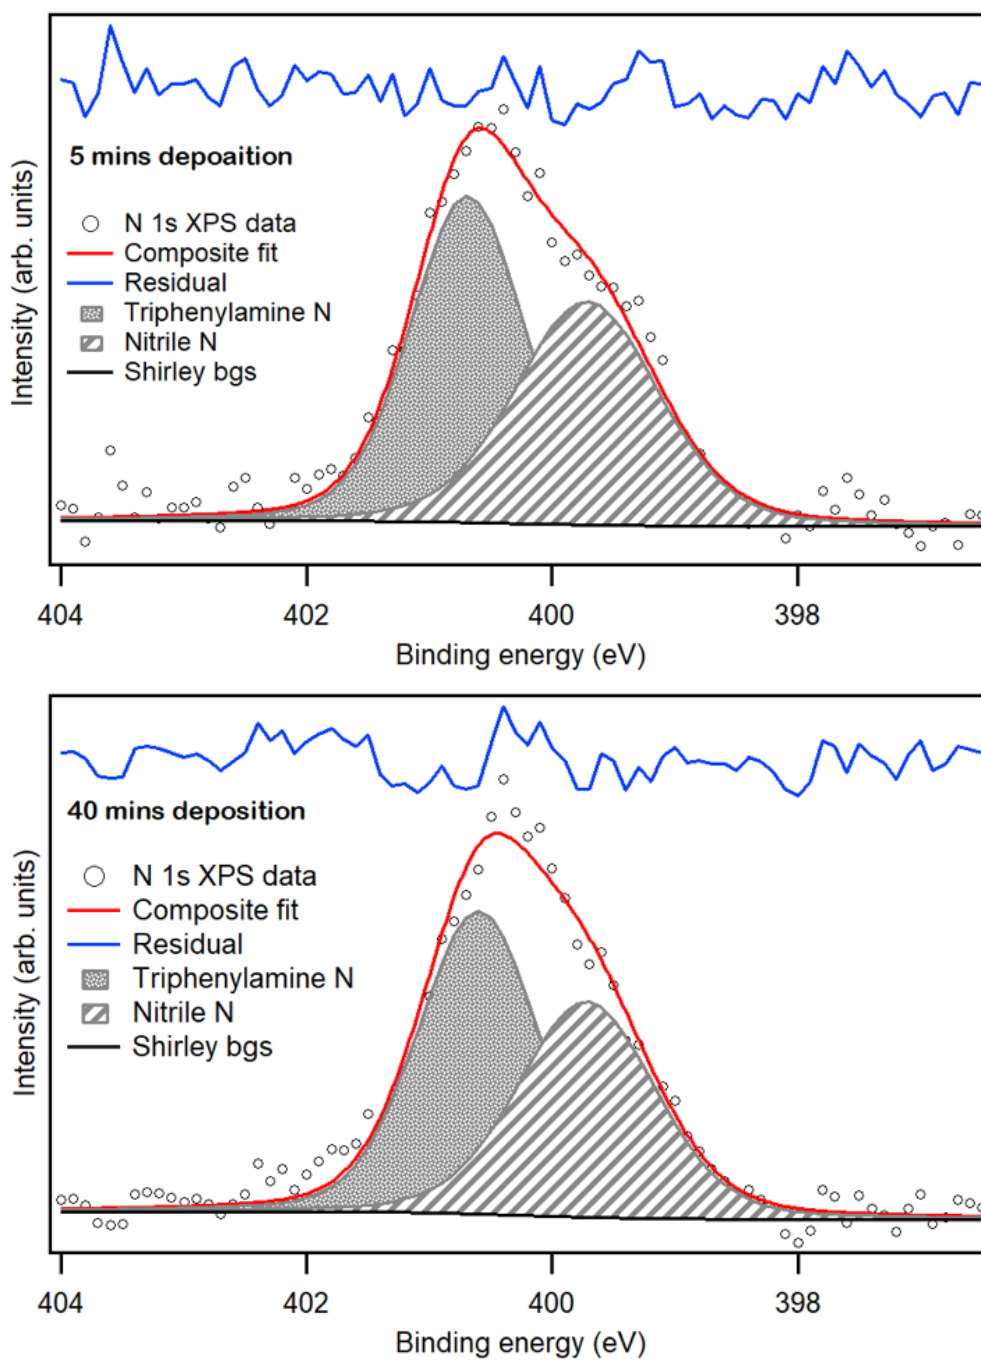 5 mins depoaition
N 1s XPS data
Composite fit
Residual
Triphenylamine N
Nitrile N
Shirley bgs
Intensity (arb. units)
404 402 400 398
Binding energy (eV)
40 mins deposition
N 1s XPS data
Composite fit
Residual
Triphenylamine N
Nitrile N
Shirley bgs
Intensity (arb. units)
404 402 400 398
Binding energy (eV)